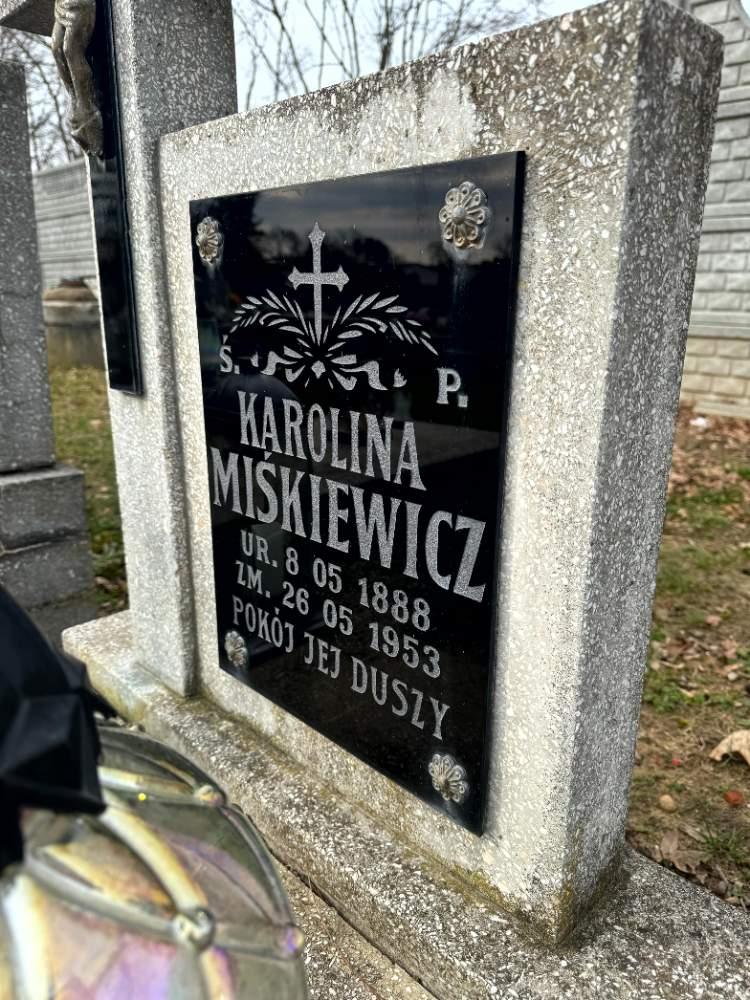 Ś. P.
KAROLINA
MIŚKIEWICZ
UR. 8 05 1888
ZM. 26 05 1953
POKÓJ JEJ DUSZY